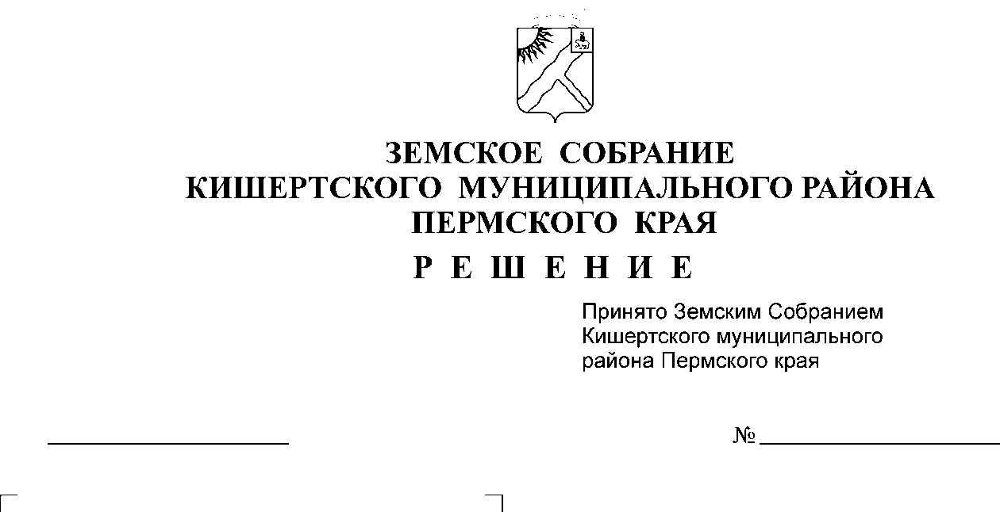 ЗЕМСКОЕ СОБРАНИЕ
КИШЕРТСКОГО МУНИЦИПАЛЬНОГО РАЙОНА
ПЕРМСКОГО КРАЯ
Р Е Ш Е Н И Е
Принято Земским Собранием
Кишертского муниципального
района Пермского края
№